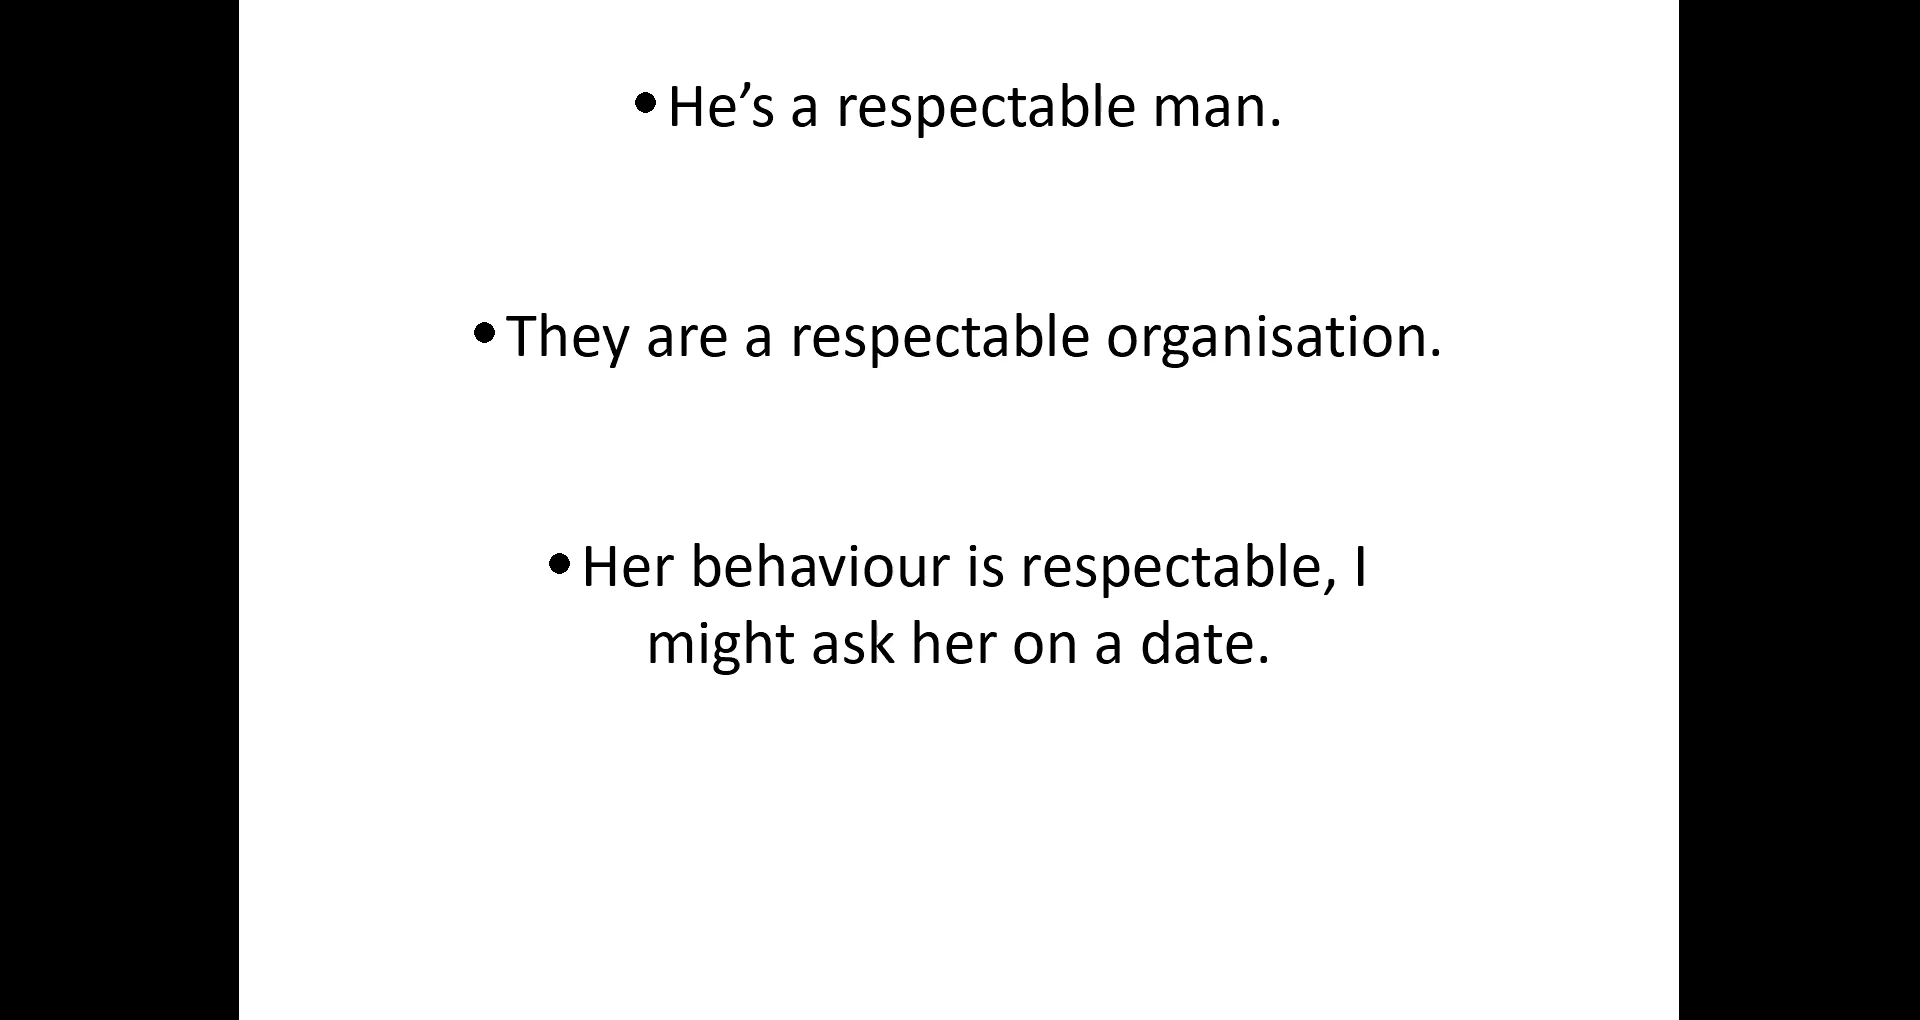 •He’s a respectable man.
•They are a respectable organisation.
•Her behaviour is respectable, I
might ask her on a date.